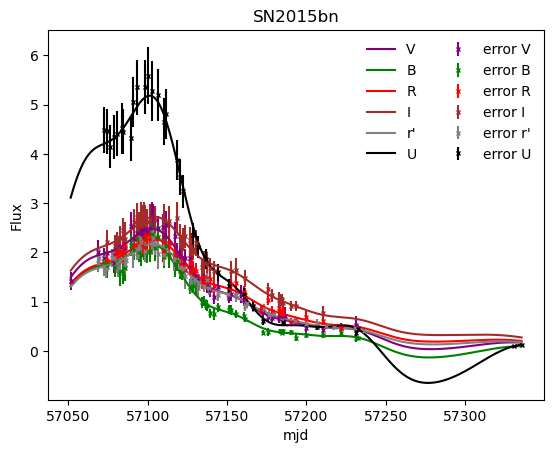 SN2015bn
Flux
6
5
4
3
2
1
0
V
B
R
I
r'
U
error V
error B
error R
error I
error r'
error U
57050
57100
57150
57200
57250
57300
mjd